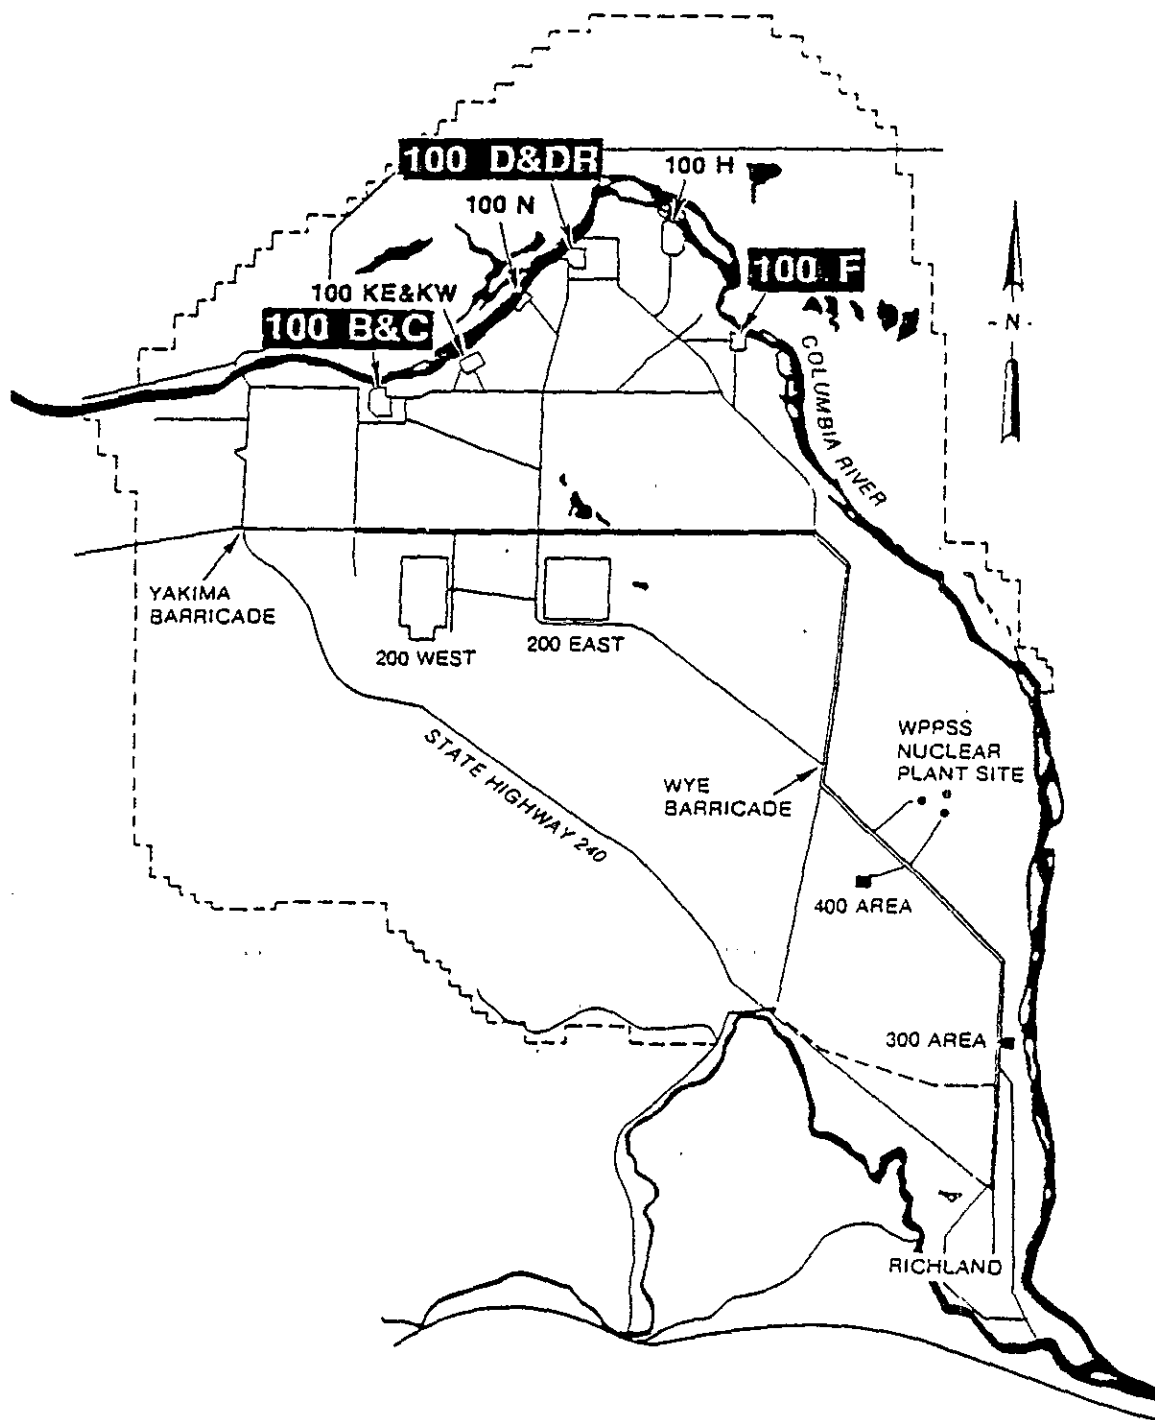 100 D&DR
100 H
100 N
100 F
100 KE&KW
100 B&C
- N -
COLUMBIA RIVER
YAKIMA
BARRICADE
200 WEST
200 EAST
STATE HIGHWAY 240
WPPSS
NUCLEAR
PLANT SITE
WYE
BARRICADE
400 AREA
300 AREA
RICHLAND